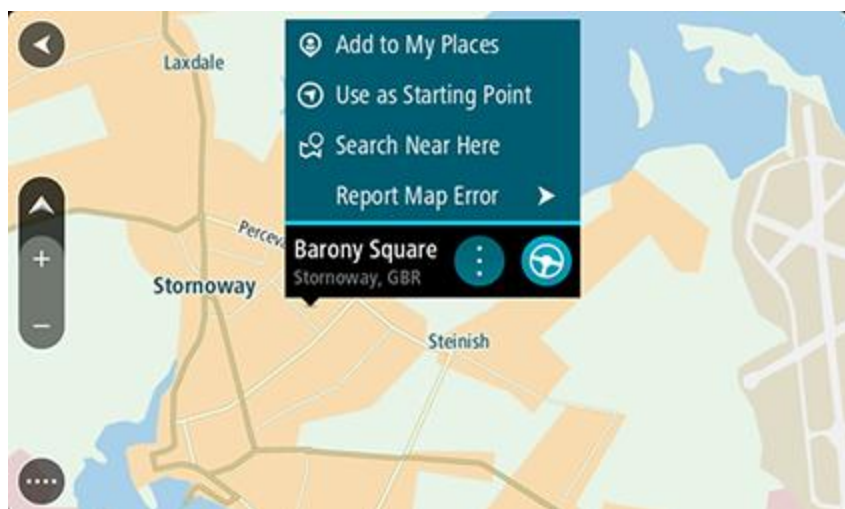 Laxdale
Add to My Places
Use as Starting Point
Search Near Here
Report Map Error
Barony Square
Stornoway, GBR
Stornoway
Steinish